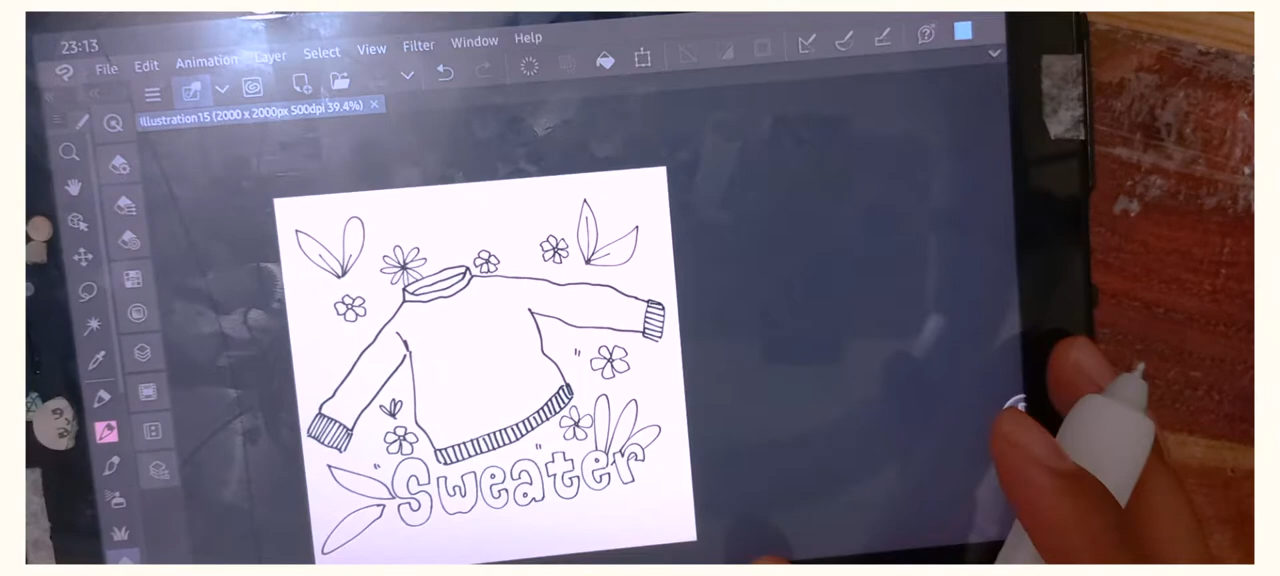 23:13
File Edit Animation Layer Select View Filter Window Help
Illustration15 (2000 x 2000px 500dpi 39.4%)
"Sweater"